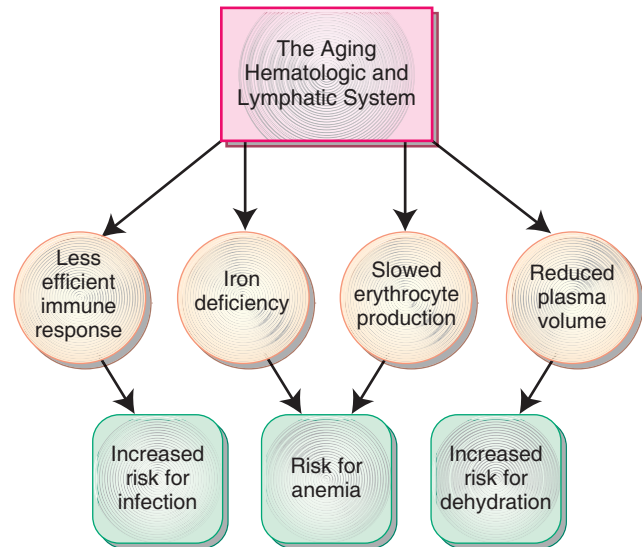 The Aging
Hematologic and
Lymphatic System
Less
efficient
immune
response
Iron
deficiency
Slowed
erythrocyte
production
Reduced
plasma
volume
Increased
risk for
infection
Risk for
anemia
Increased
risk for
dehydration